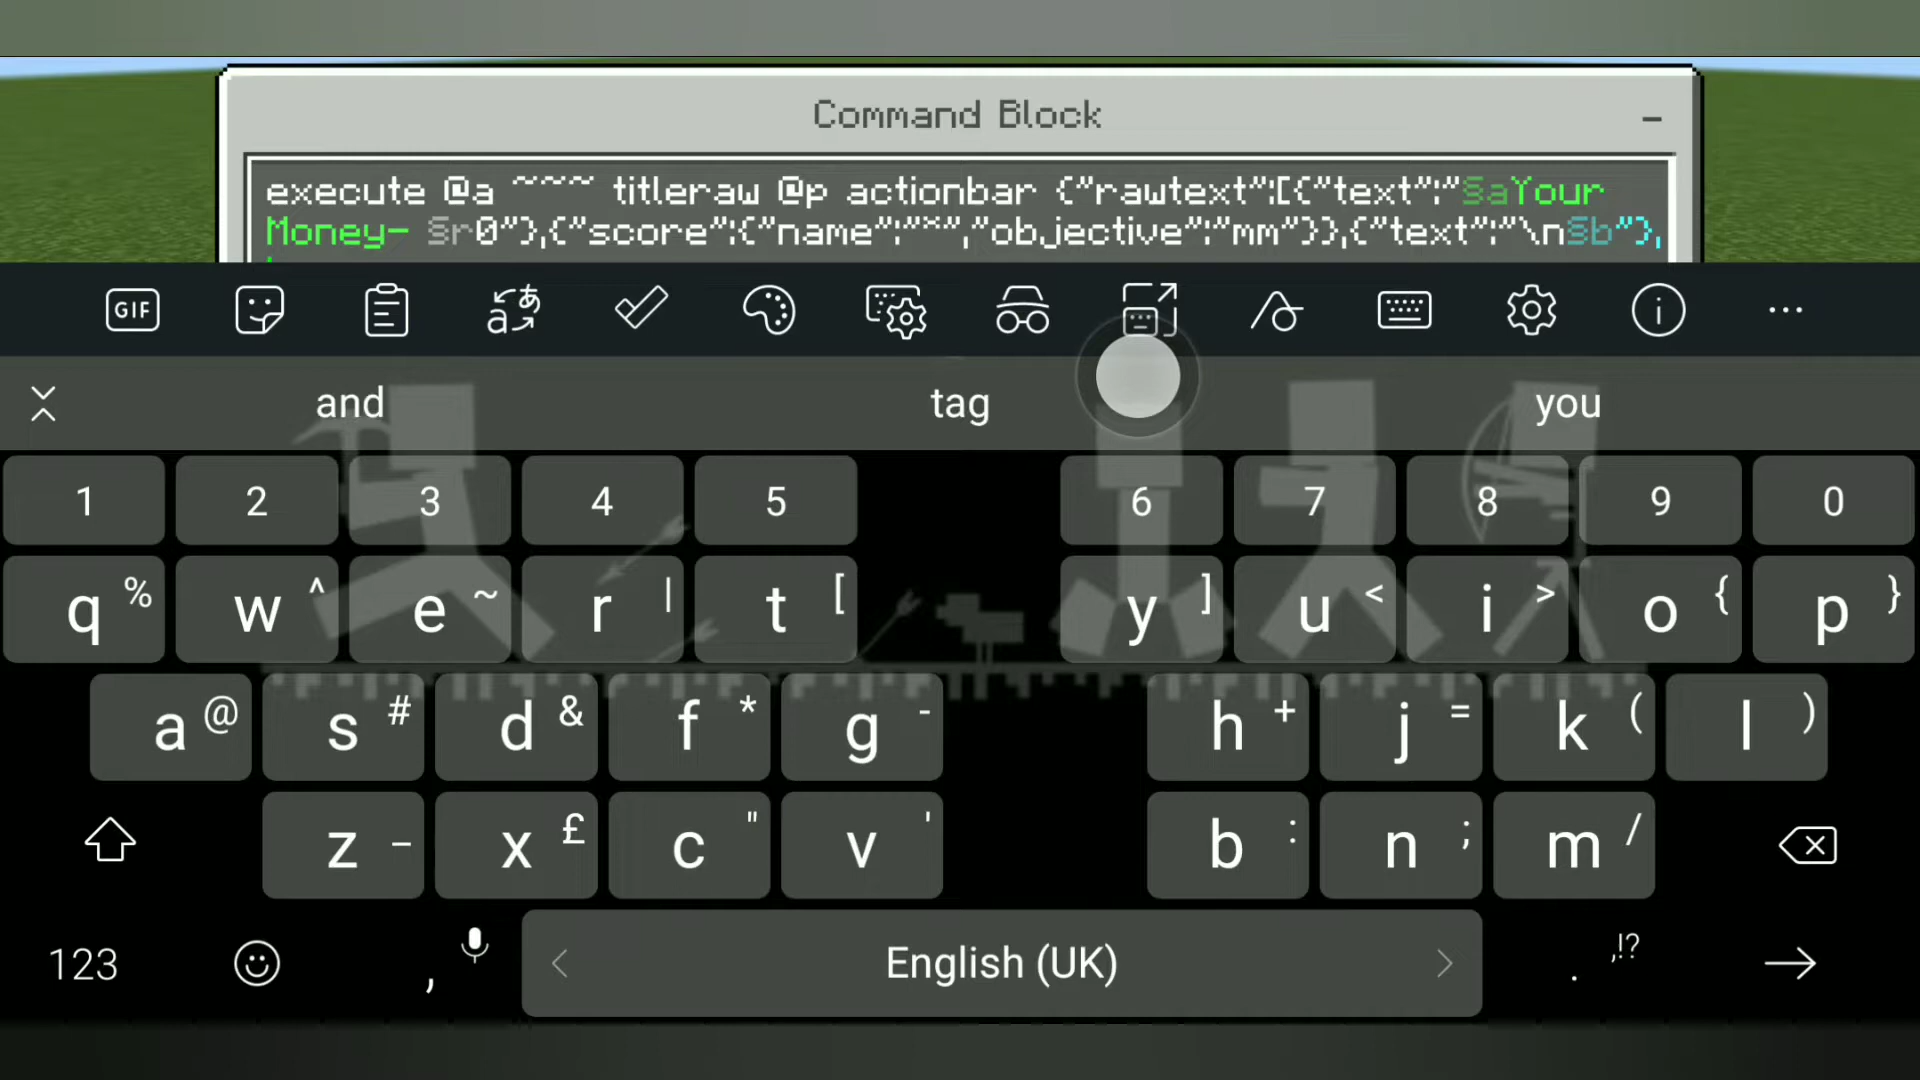 Command Block
execute @a ~~~ titleraw @p actionbar {"rawtext":[{"text":"§aYour
Money- §r0"},{"score":{"name":"*","objective":"mm"}},{"text":"\n§b"},
GIF
and tag you
1 2 3 4 5 6 7 8 9 0
q % w ^ e ~ r | t [ y ] u < i > o { p }
a @ s # d & f * g - h + j = k ( l )
z _ x £ c " v ' b : n ; m /
123 , < English (UK) > . ,!?